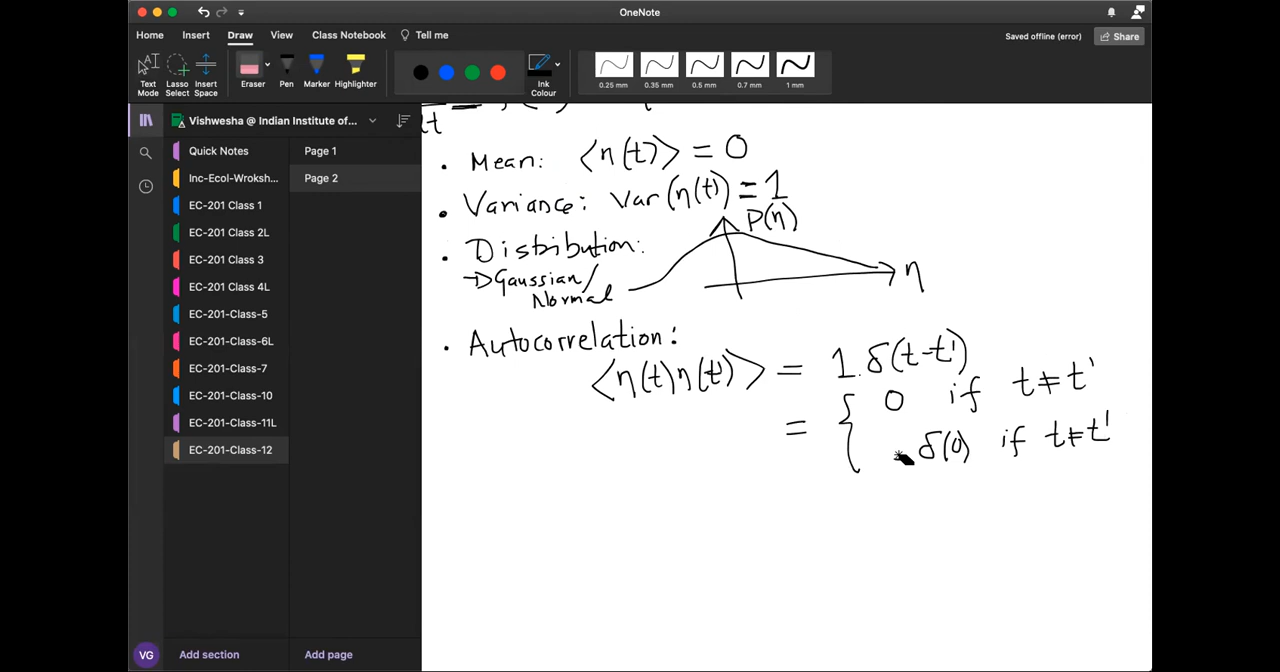 OneNote
Home Insert Draw View Class Notebook Tell me
Saved offline (error) Share
Text Mode Lasso Select Insert Space Eraser Pen Marker Highlighter Ink Colour 0.25 mm 0.35 mm 0.5 mm 0.7 mm 1 mm
Vishwesha @ Indian Institute of...
Quick Notes
Inc-Ecol-Wroksh...
EC-201 Class 1
EC-201 Class 2L
EC-201 Class 3
EC-201 Class 4L
EC-201-Class-5
EC-201-Class-6L
EC-201-Class-7
EC-201-Class-10
EC-201-Class-11L
EC-201-Class-12
Page 1
Page 2
VG Add section Add page
dt
. Mean: <η(t)> = 0
. Variance: Var(η(t)) = 1
P(η)
. Distribution:
→Gaussian/
Normal
η
. Autocorrelation:
<η(t)η(t')> = 1.δ(t-t')
= { 0 if t≠t'
δ(0) if t≠t'